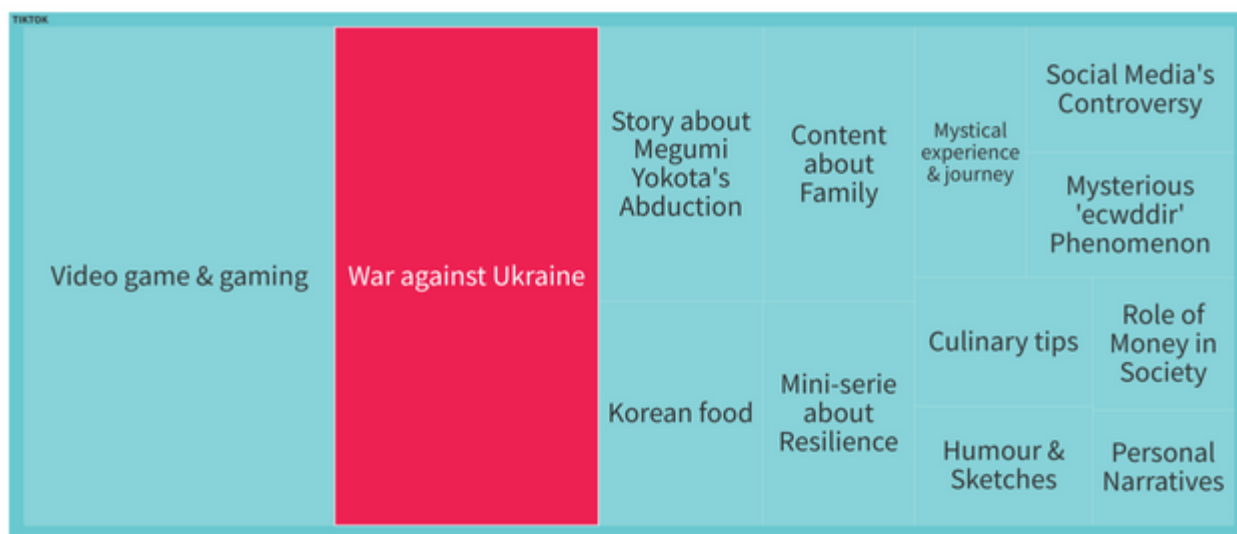 TIKTOK
Video game & gaming
War against Ukraine
Story about
Megumi
Yokota's
Abduction
Korean food
Content
about
Family
Mini-serie
about
Resilience
Mystical
experience
& journey
Social Media's
Controversy
Mysterious
'ecwddir'
Phenomenon
Culinary tips
Role of
Money in
Society
Humour &
Sketches
Personal
Narratives